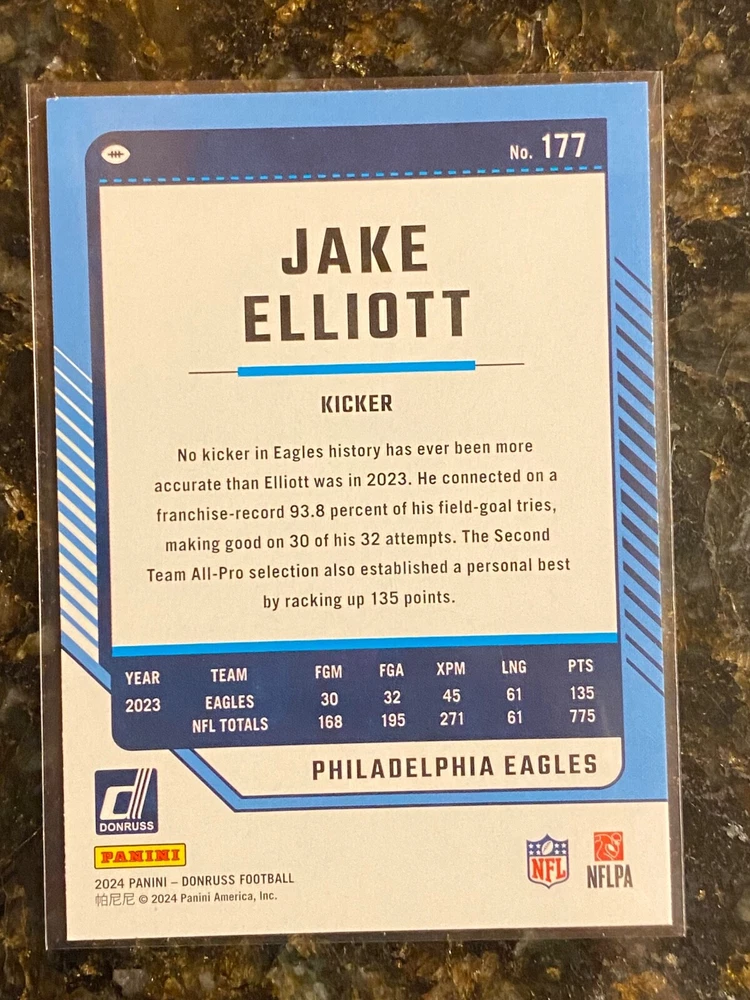 No. 177
JAKE
ELLIOTT
KICKER
No kicker in Eagles history has ever been more
accurate than Elliott was in 2023. He connected on a
franchise-record 93.8 percent of his field-goal tries,
making good on 30 of his 32 attempts. The Second
Team All-Pro selection also established a personal best
by racking up 135 points.
YEAR TEAM FGM FGA XPM LNG PTS
2023 EAGLES 30 32 45 61 135
NFL TOTALS 168 195 271 61 775
PHILADELPHIA EAGLES
DONRUSS
PANINI
NFL
NFLPA
2024 PANINI – DONRUSS FOOTBALL
帕尼尼 © 2024 Panini America, Inc.